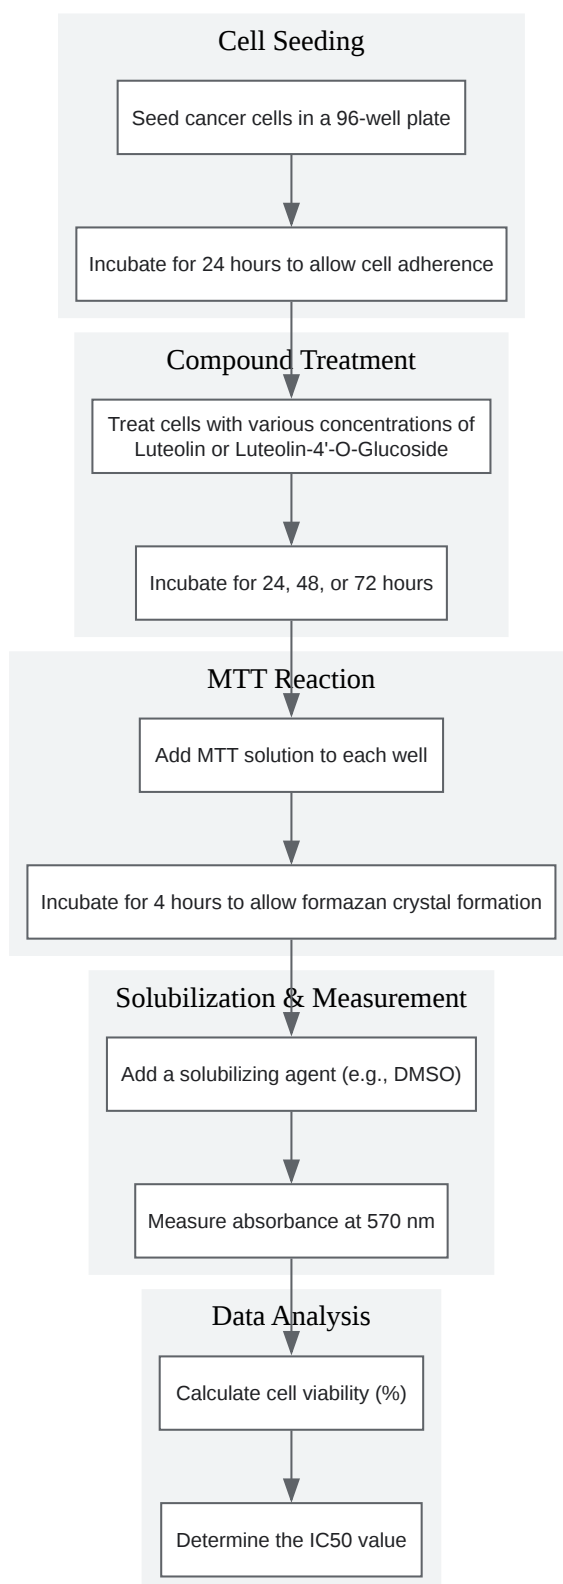 Cell Seeding
Seed cancer cells in a 96-well plate
Incubate for 24 hours to allow cell adherence
Compound Treatment
Treat cells with various concentrations of
Luteolin or Luteolin-4'-O-Glucoside
Incubate for 24, 48, or 72 hours
MTT Reaction
Add MTT solution to each well
Incubate for 4 hours to allow formazan crystal formation
Solubilization & Measurement
Add a solubilizing agent (e.g., DMSO)
Measure absorbance at 570 nm
Data Analysis
Calculate cell viability (%)
Determine the IC50 value